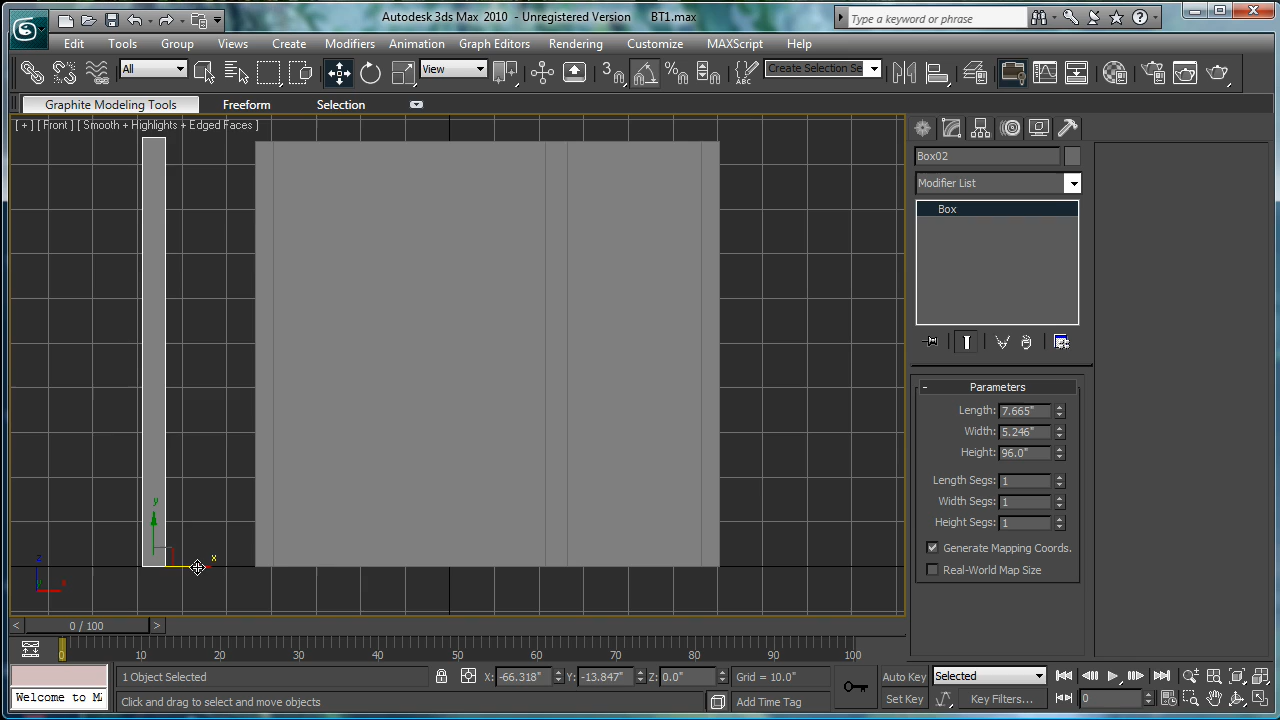 Autodesk 3ds Max 2010 - Unregistered Version BT1.max
Type a keyword or phrase
Edit Tools Group Views Create Modifiers Animation Graph Editors Rendering Customize MAXScript Help
All View Create Selection Se
Graphite Modeling Tools Freeform Selection
[ + ] [ Front ] [ Smooth + Highlights + Edged Faces ]
Box02
Modifier List
Box
Parameters
Length: 7.665"
Width: 5.246"
Height: 96.0"
Length Segs: 1
Width Segs: 1
Height Segs: 1
Generate Mapping Coords.
Real-World Map Size
y
x
z
x
0 / 100
0 10 20 30 40 50 60 70 80 90 100
1 Object Selected X: -66.318" Y: -13.847" Z: 0.0" Grid = 10.0" Auto Key Selected
Welcome to M Click and drag to select and move objects Add Time Tag Set Key Key Filters... 0